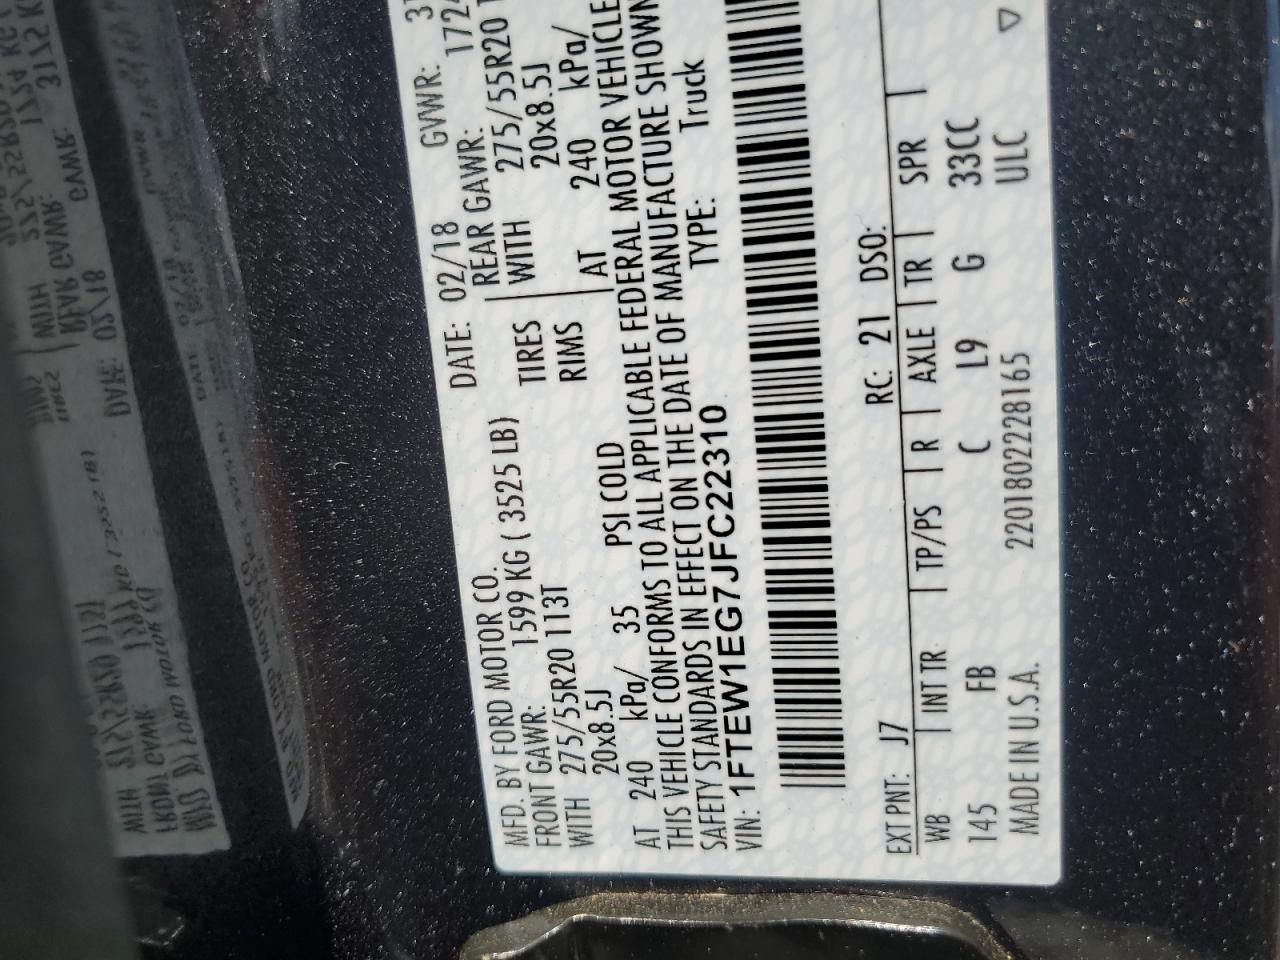 MFD. BY FORD MOTOR CO.
DATE: 02/18
GVWR:
FRONT GAWR: 1599 KG ( 3525 LB)
REAR GAWR:
WITH 275/55R20 113T TIRES
WITH 275/55R20
20x8.5J RIMS
20x8.5J
AT 240 kPa/ 35 PSI COLD
AT 240 kPa/
THIS VEHICLE CONFORMS TO ALL APPLICABLE FEDERAL MOTOR VEHICLE
SAFETY STANDARDS IN EFFECT ON THE DATE OF MANUFACTURE SHOWN
VIN: 1FTEW1EG7JFC22310 TYPE: Truck
EXT PNT: J7 RC: 21 DSO:
WB INT TR TP/PS R AXLE TR SPR
145 FB C L9 G 33CC
MADE IN U.S.A. 2201802228165 ULC